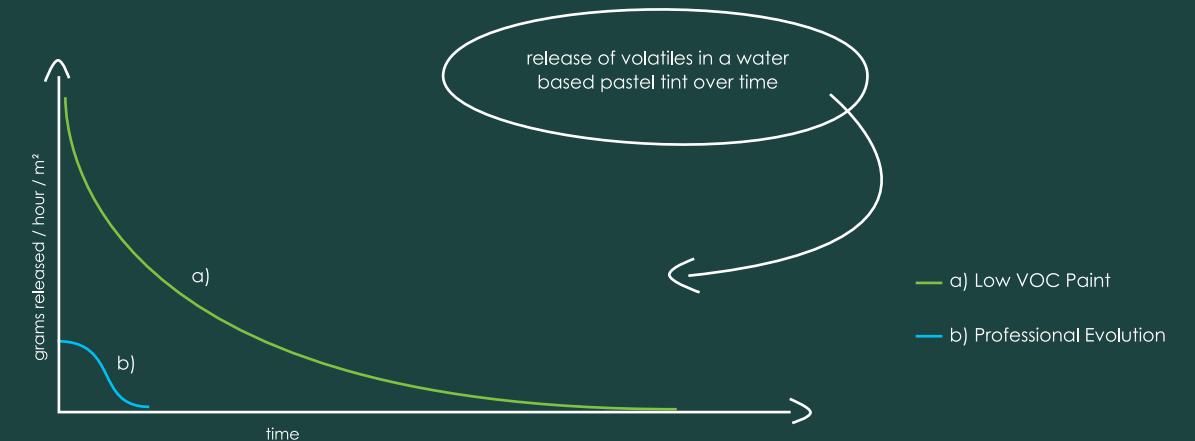 release of volatiles in a water
based pastel tint over time
grams released / hour / m²
a)
b)
a) Low VOC Paint
b) Professional Evolution
time